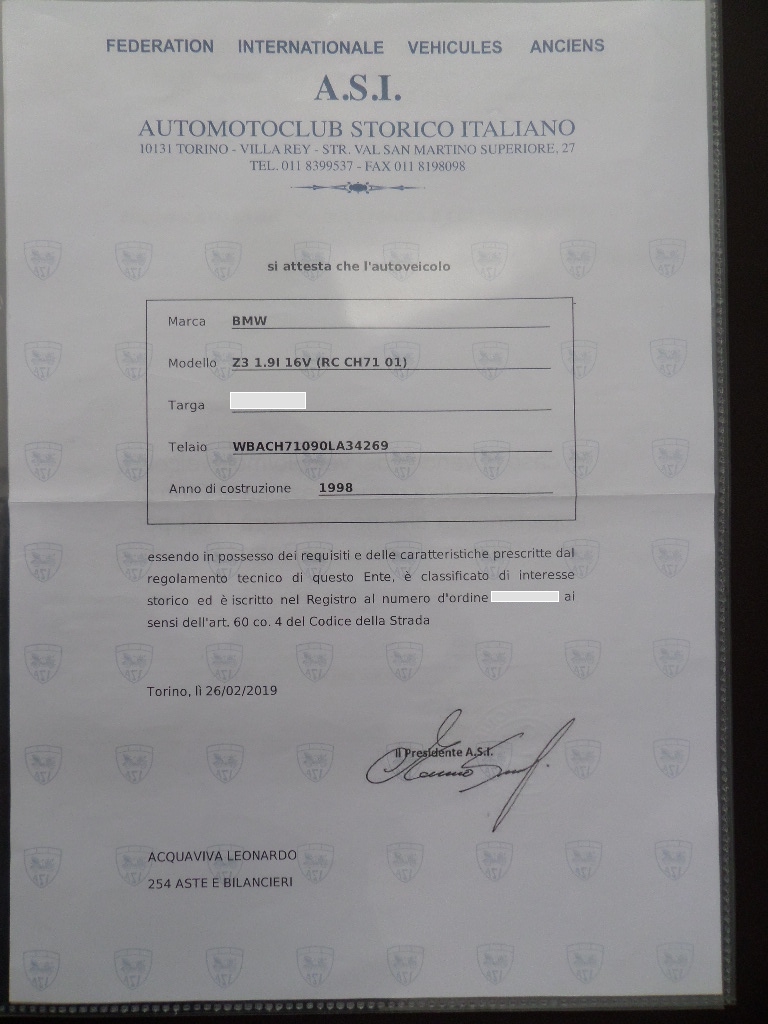 FEDERATION INTERNATIONALE VEHICULES ANCIENS
A.S.I.
AUTOMOTOCLUB STORICO ITALIANO
10131 TORINO - VILLA REY - STR. VAL SAN MARTINO SUPERIORE, 27
TEL. 011 8399537 - FAX 011 8198098
si attesta che l'autoveicolo
Marca BMW
Modello Z3 1.9I 16V (RC CH71 01)
Targa
Telaio WBACH71090LA34269
Anno di costruzione 1998
essendo in possesso dei requisiti e delle caratteristiche prescritte dal
regolamento tecnico di questo Ente, è classificato di interesse
storico ed è iscritto nel Registro al numero d'ordine ai
sensi dell'art. 60 co. 4 del Codice della Strada
Torino, lì 26/02/2019
Il Presidente A.S.I.
ACQUAVIVA LEONARDO
254 ASTE E BILANCIERI